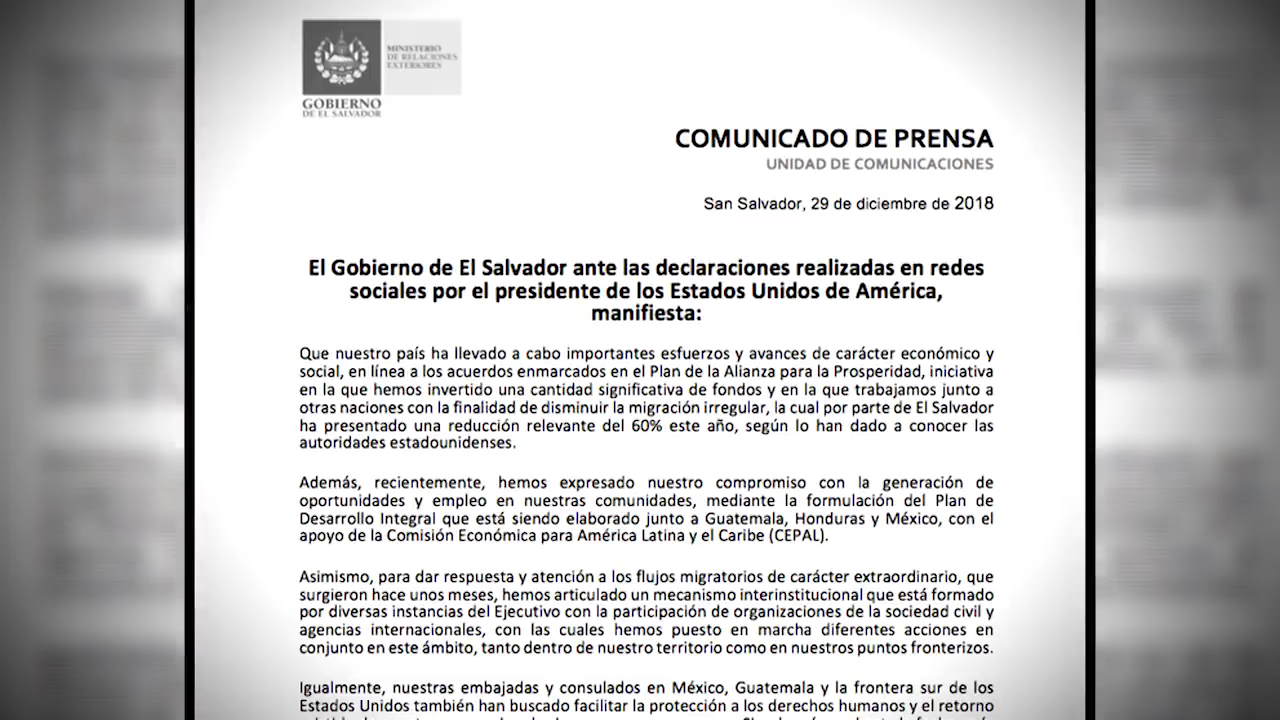 MINISTERIO
DE RELACIONES
EXTERIORES
GOBIERNO
DE EL SALVADOR
COMUNICADO DE PRENSA
UNIDAD DE COMUNICACIONES
San Salvador, 29 de diciembre de 2018
El Gobierno de El Salvador ante las declaraciones realizadas en redes
sociales por el presidente de los Estados Unidos de América,
manifiesta:
Que nuestro país ha llevado a cabo importantes esfuerzos y avances de carácter económico y
social, en línea a los acuerdos enmarcados en el Plan de la Alianza para la Prosperidad, iniciativa
en la que hemos invertido una cantidad significativa de fondos y en la que trabajamos junto a
otras naciones con la finalidad de disminuir la migración irregular, la cual por parte de El Salvador
ha presentado una reducción relevante del 60% este año, según lo han dado a conocer las
autoridades estadounidenses.
Además, recientemente, hemos expresado nuestro compromiso con la generación de
oportunidades y empleo en nuestras comunidades, mediante la formulación del Plan de
Desarrollo Integral que está siendo elaborado junto a Guatemala, Honduras y México, con el
apoyo de la Comisión Económica para América Latina y el Caribe (CEPAL).
Asimismo, para dar respuesta y atención a los flujos migratorios de carácter extraordinario, que
surgieron hace unos meses, hemos articulado un mecanismo interinstitucional que está formado
por diversas instancias del Ejecutivo con la participación de organizaciones de la sociedad civil y
agencias internacionales, con las cuales hemos puesto en marcha diferentes acciones en
conjunto en este ámbito, tanto dentro de nuestro territorio como en nuestros puntos fronterizos.
Igualmente, nuestras embajadas y consulados en México, Guatemala y la frontera sur de los
Estados Unidos también han buscado facilitar la protección a los derechos humanos y el retorno